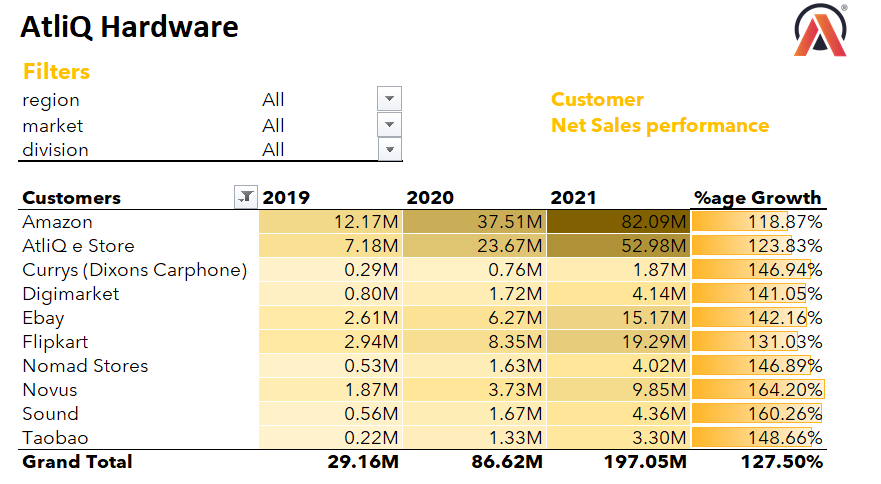 AtliQ Hardware
®
Filters
region All
market All
division All
Customer
Net Sales performance
Customers 2019 2020 2021 %age Growth
Amazon 12.17M 37.51M 82.09M 118.87%
AtliQ e Store 7.18M 23.67M 52.98M 123.83%
Currys (Dixons Carphone) 0.29M 0.76M 1.87M 146.94%
Digimarket 0.80M 1.72M 4.14M 141.05%
Ebay 2.61M 6.27M 15.17M 142.16%
Flipkart 2.94M 8.35M 19.29M 131.03%
Nomad Stores 0.53M 1.63M 4.02M 146.89%
Novus 1.87M 3.73M 9.85M 164.20%
Sound 0.56M 1.67M 4.36M 160.26%
Taobao 0.22M 1.33M 3.30M 148.66%
Grand Total 29.16M 86.62M 197.05M 127.50%